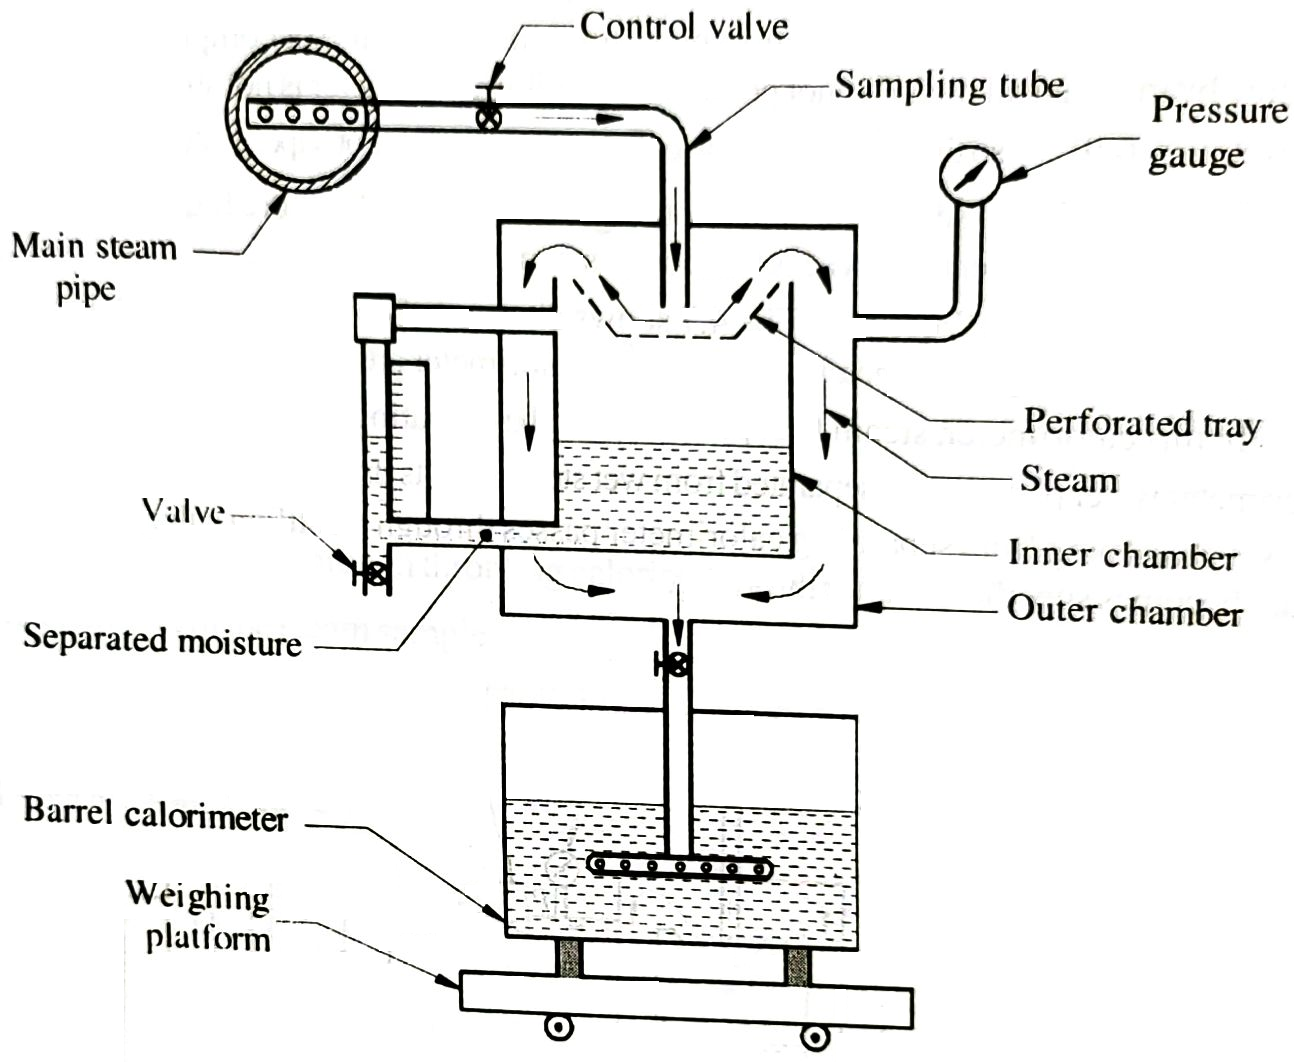 Control valve
Sampling tube
Pressure
gauge
Main steam
pipe
Perforated tray
Steam
Valve
Inner chamber
Outer chamber
Separated moisture
Barrel calorimeter
Weighing
platform